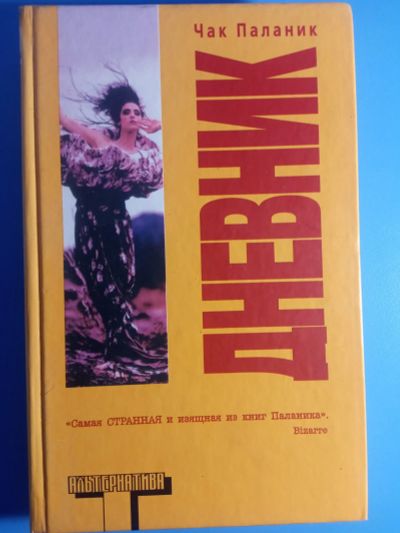 Чак Паланик
ДНЕВНИК
«Самая СТРАННАЯ и изящная из книг Паланика».
Bizarre
АЛЬТЕРНАТИВА